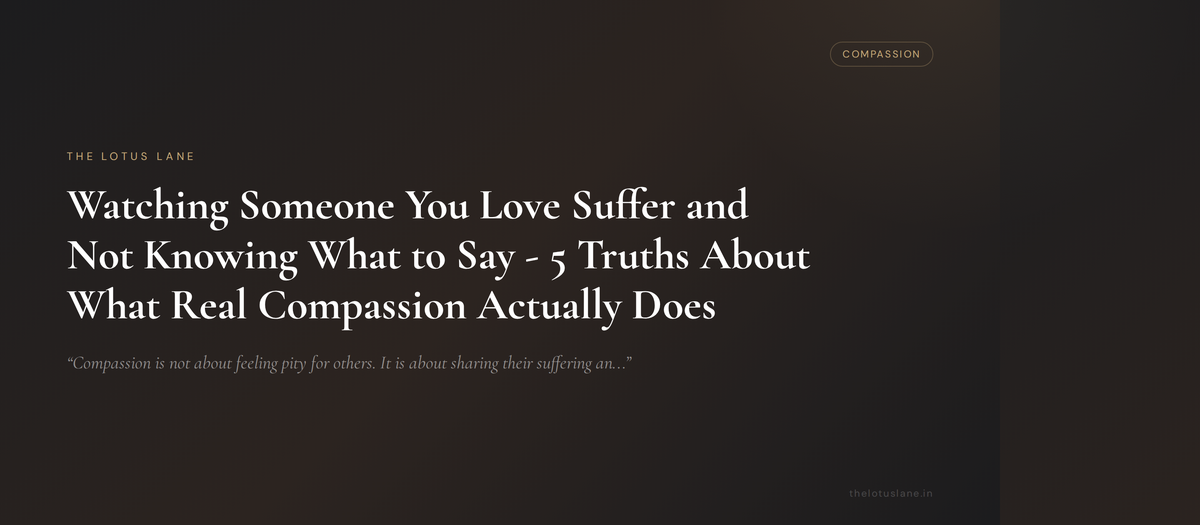 COMPASSION
THE LOTUS LANE
Watching Someone You Love Suffer and
Not Knowing What to Say - 5 Truths About
What Real Compassion Actually Does
“Compassion is not about feeling pity for others. It is about sharing their suffering an...”
thelotuslane.in